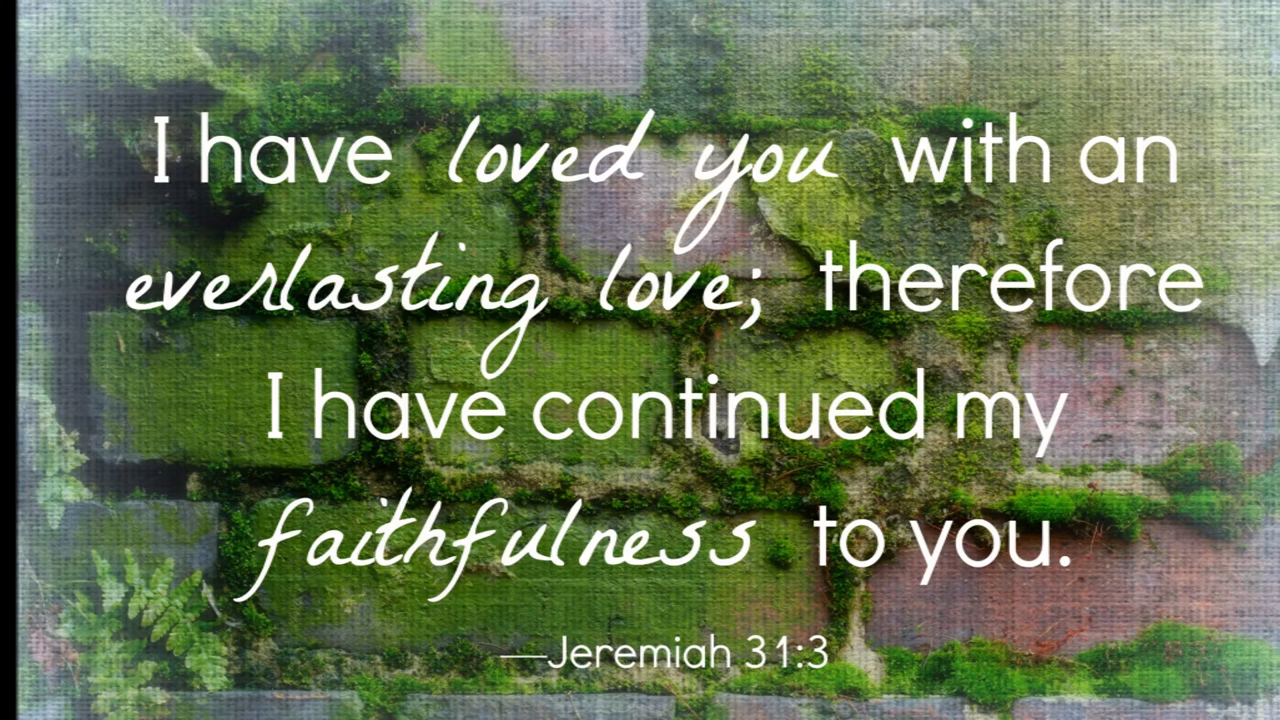 I have loved you with an
everlasting love; therefore
I have continued my
faithfulness to you.
—Jeremiah 31:3